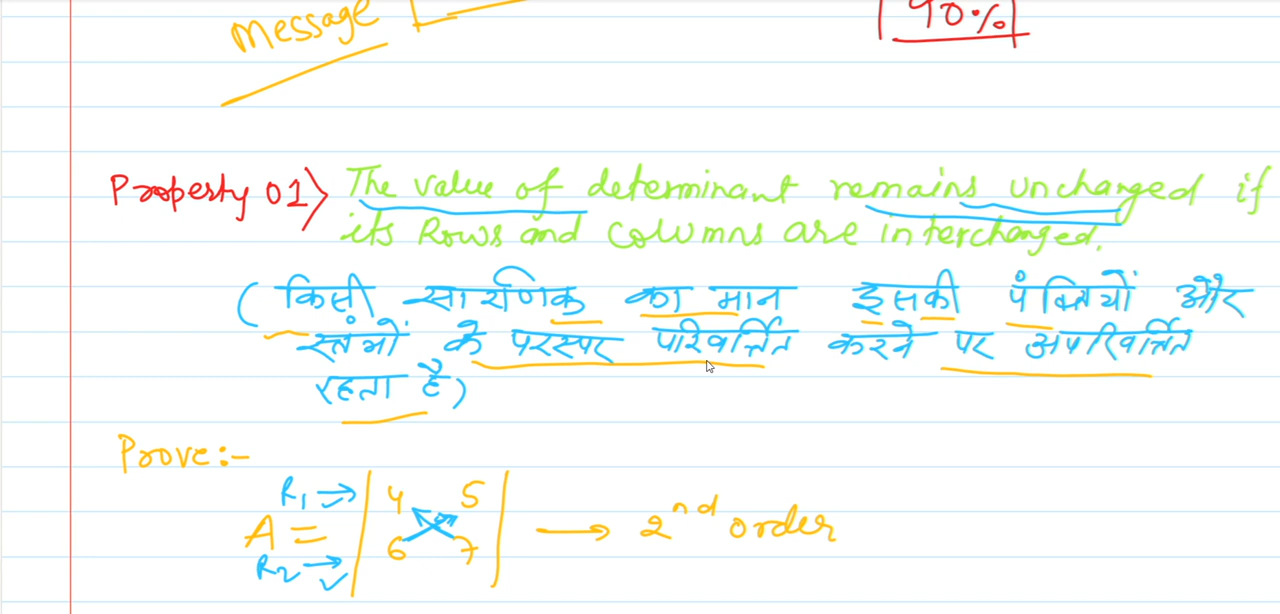 message
90%
Property 01) The value of determinant remains unchanged if
its Rows and columns are interchanged.
( किसी सारणिक का मान इसकी पंक्तियों और
स्तंभों के परस्पर परिवर्तित करने पर अपरिवर्तित
रहता है)
Prove:-
R₁ → | 4 5 |
A = → 2nd order
R₂ → | 6 7 |